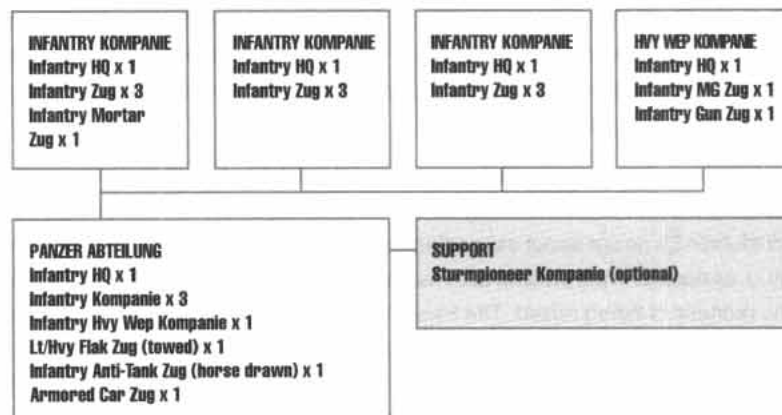 INFANTRY KOMPANIE
Infantry HQ x 1
Infantry Zug x 3
Infantry Mortar
Zug x 1
INFANTRY KOMPANIE
Infantry HQ x 1
Infantry Zug x 3
INFANTRY KOMPANIE
Infantry HQ x 1
Infantry Zug x 3
HVY WEP KOMPANIE
Infantry HQ x 1
Infantry MG Zug x 1
Infantry Gun Zug x 1
PANZER ABTEILUNG
Infantry HQ x 1
Infantry Kompanie x 3
Infantry Hvy Wep Kompanie x 1
Lt/Hvy Flak Zug (towed) x 1
Infantry Anti-Tank Zug (horse drawn) x 1
Armored Car Zug x 1
SUPPORT
Sturmpioneer Kompanie (optional)